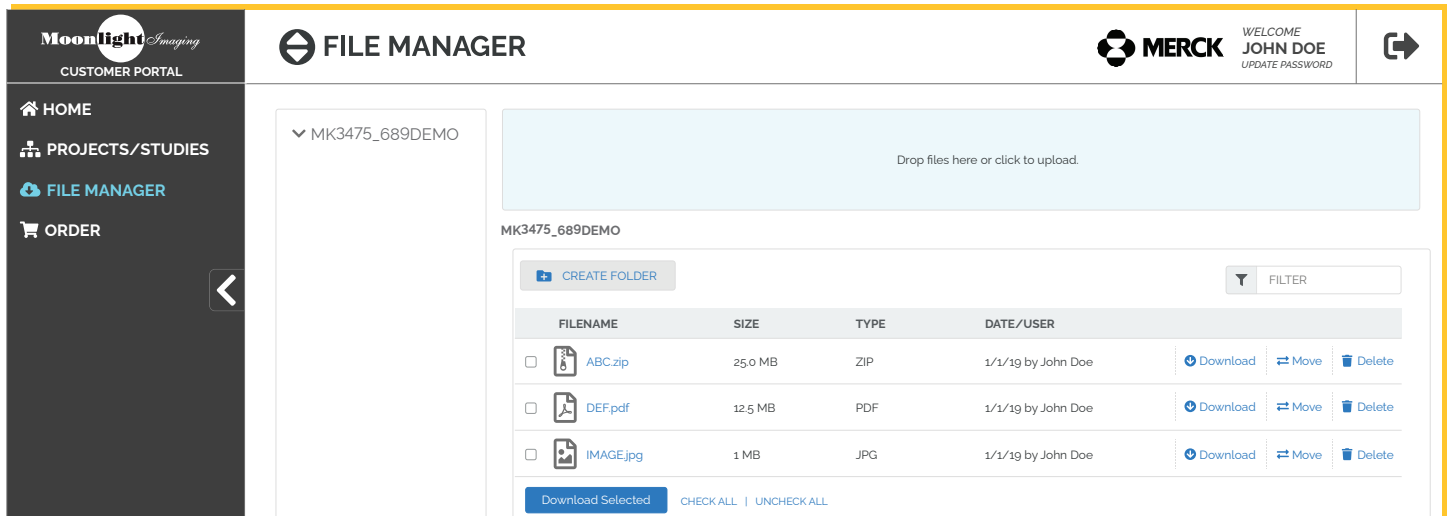 Moonlight Imaging
CUSTOMER PORTAL
HOME
PROJECTS/STUDIES
FILE MANAGER
ORDER
FILE MANAGER
MERCK
WELCOME
JOHN DOE
UPDATE PASSWORD
MK3475_689DEMO
Drop files here or click to upload.
MK3475_689DEMO
CREATE FOLDER
FILTER
FILENAME SIZE TYPE DATE/USER
ABC.zip 25.0 MB ZIP 1/1/19 by John Doe Download Move Delete
DEF.pdf 12.5 MB PDF 1/1/19 by John Doe Download Move Delete
IMAGE.jpg 1 MB JPG 1/1/19 by John Doe Download Move Delete
Download Selected CHECK ALL | UNCHECK ALL